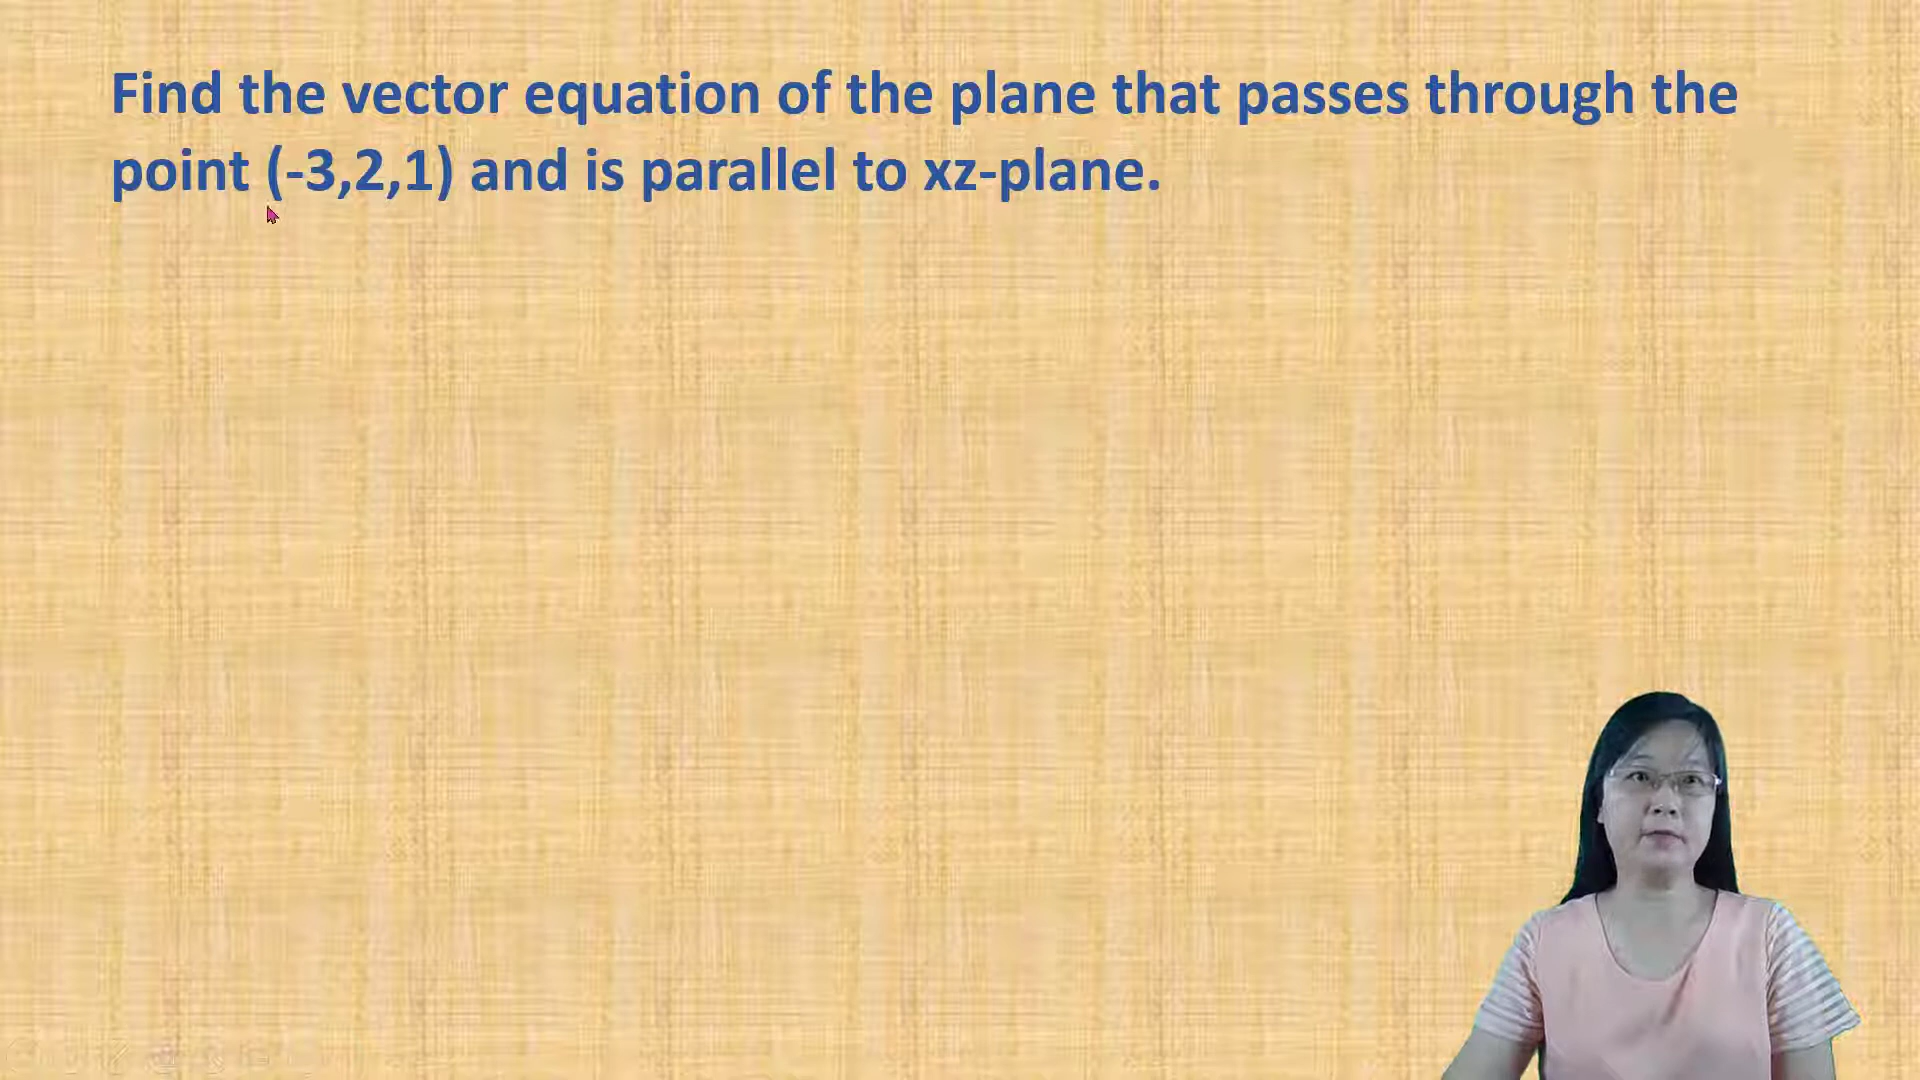 Find the vector equation of the plane that passes through the
point (-3,2,1) and is parallel to xz-plane.